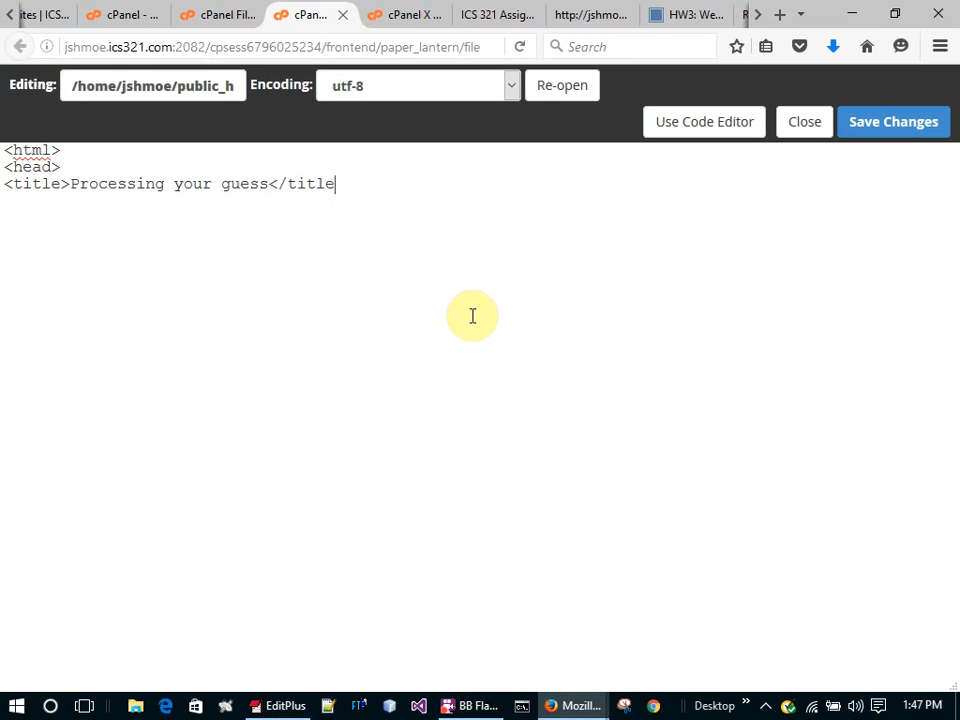 ites | ICS... cPanel - ... cPanel Fil... cPan... cPanel X ... ICS 321 Assig... http://jshmo... HW3: We... R
jshmoe.ics321.com:2082/cpsess6796025234/frontend/paper_lantern/file Search
Editing: /home/jshmoe/public_h Encoding: utf-8 Re-open
Use Code Editor Close Save Changes
<html>
<head>
<title>Processing your guess</title
EditPlus BB Fla... Mozill... Desktop 1:47 PM